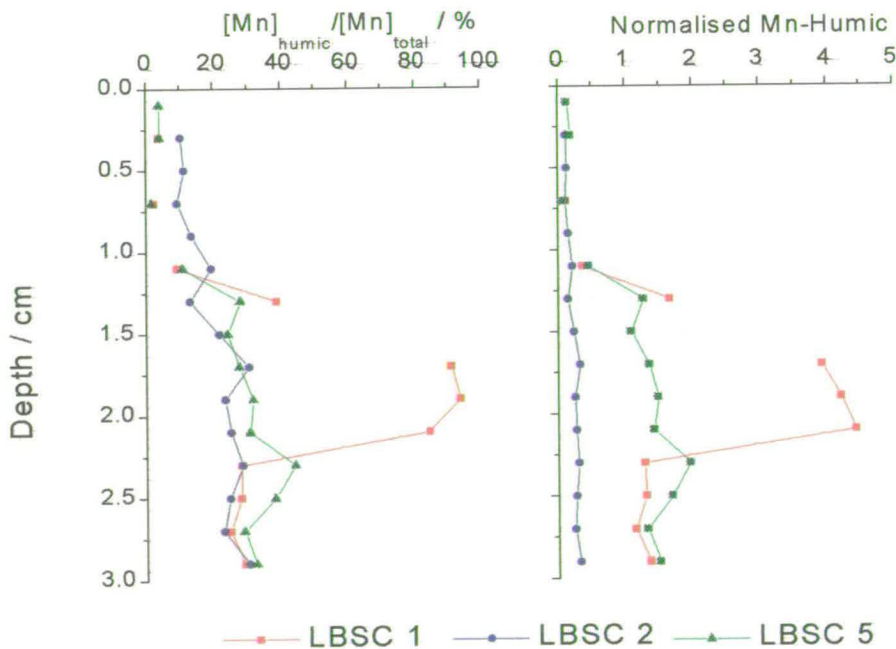 [Mn]humic/[Mn]total / %
Normalised Mn-Humic
0 20 40 60 80 100
0 1 2 3 4 5
0.0
0.5
1.0
1.5
2.0
2.5
3.0
Depth / cm
LBSC 1 LBSC 2 LBSC 5